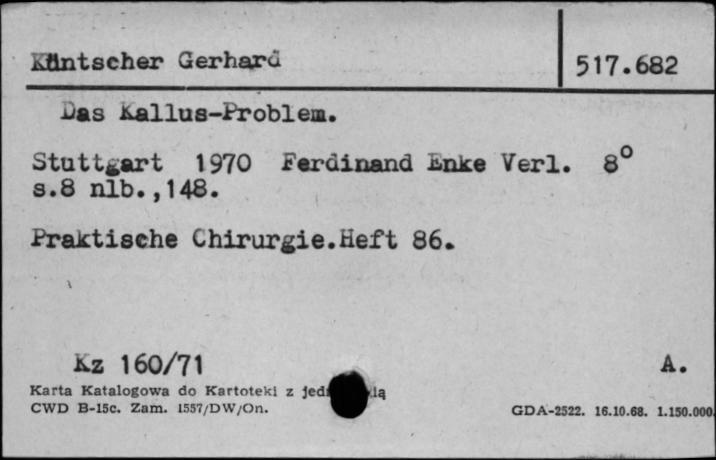 Küntscher Gerhard
517.682
Das Kallus-Problem.
Stuttgart 1970 Ferdinand Enke Verl. 8°
s.8 nlb.,148.
Praktische Chirurgie.Heft 86.
Kz 160/71
A.
Karta Katalogowa do Kartoteki z
CWD B-15c. Zam. 1557/DW/On.
GDA-2522. 16.10.68. 1.150.000.